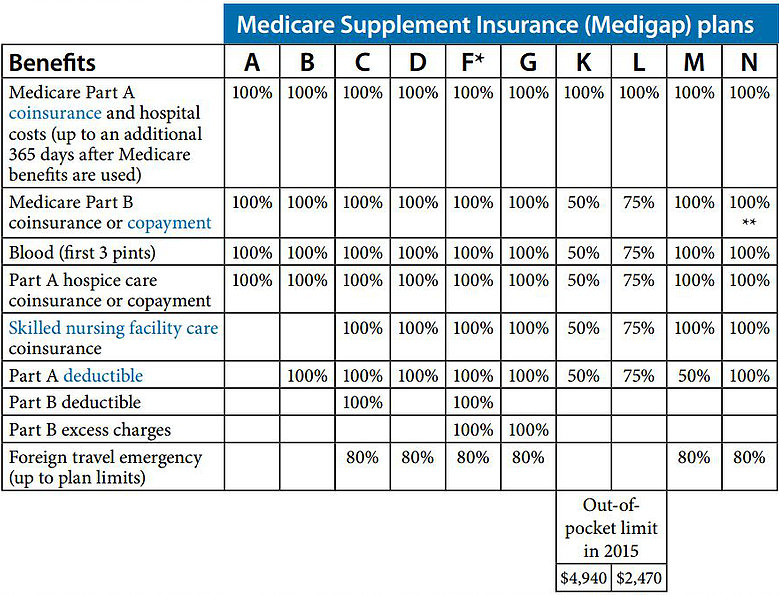 Medicare Supplement Insurance (Medigap) plans
Benefits A B C D F* G K L M N
Medicare Part A 100% 100% 100% 100% 100% 100% 100% 100% 100% 100%
coinsurance and hospital
costs (up to an additional
365 days after Medicare
benefits are used)
Medicare Part B 100% 100% 100% 100% 100% 100% 50% 75% 100% 100%
coinsurance or copayment **
Blood (first 3 pints) 100% 100% 100% 100% 100% 100% 50% 75% 100% 100%
Part A hospice care 100% 100% 100% 100% 100% 100% 50% 75% 100% 100%
coinsurance or copayment
Skilled nursing facility care 100% 100% 100% 100% 50% 75% 100% 100%
coinsurance
Part A deductible 100% 100% 100% 100% 100% 50% 75% 50% 100%
Part B deductible 100% 100%
Part B excess charges 100% 100%
Foreign travel emergency 80% 80% 80% 80% 80% 80%
(up to plan limits)
Out-of-
pocket limit
in 2015
$4,940 $2,470